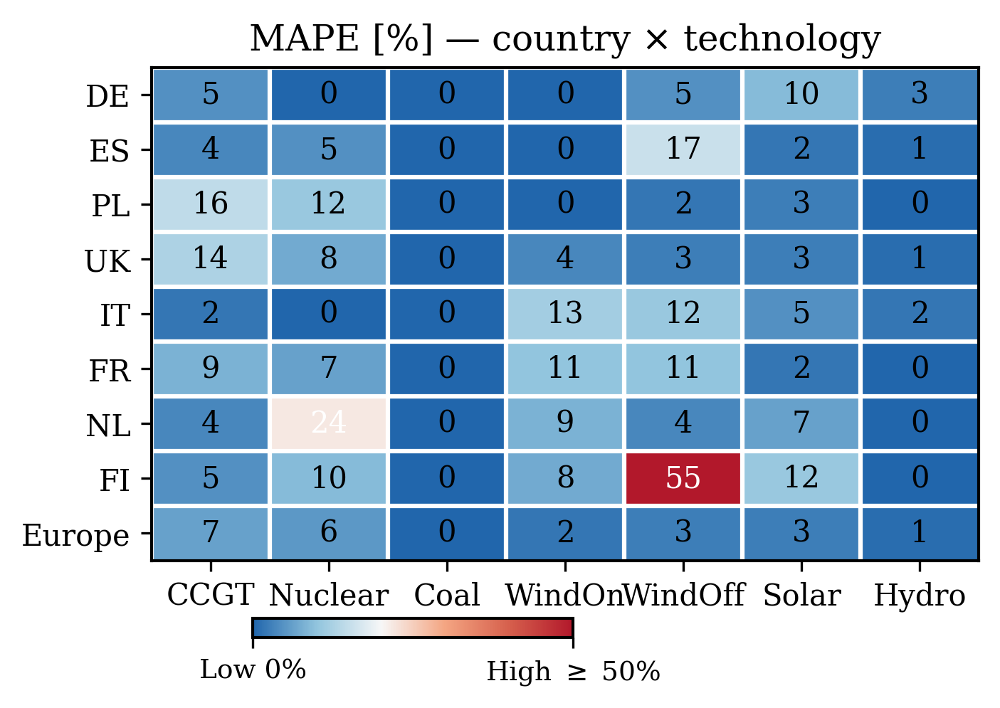 MAPE [%] — country × technology
DE 5 0 0 0 5 10 3
ES 4 5 0 0 17 2 1
PL 16 12 0 0 2 3 0
UK 14 8 0 4 3 3 1
IT 2 0 0 13 12 5 2
FR 9 7 0 11 11 2 0
NL 4 24 0 9 4 7 0
FI 5 10 0 8 55 12 0
Europe 7 6 0 2 3 3 1
CCGT Nuclear Coal WindOn WindOff Solar Hydro
Low 0% High ≥ 50%